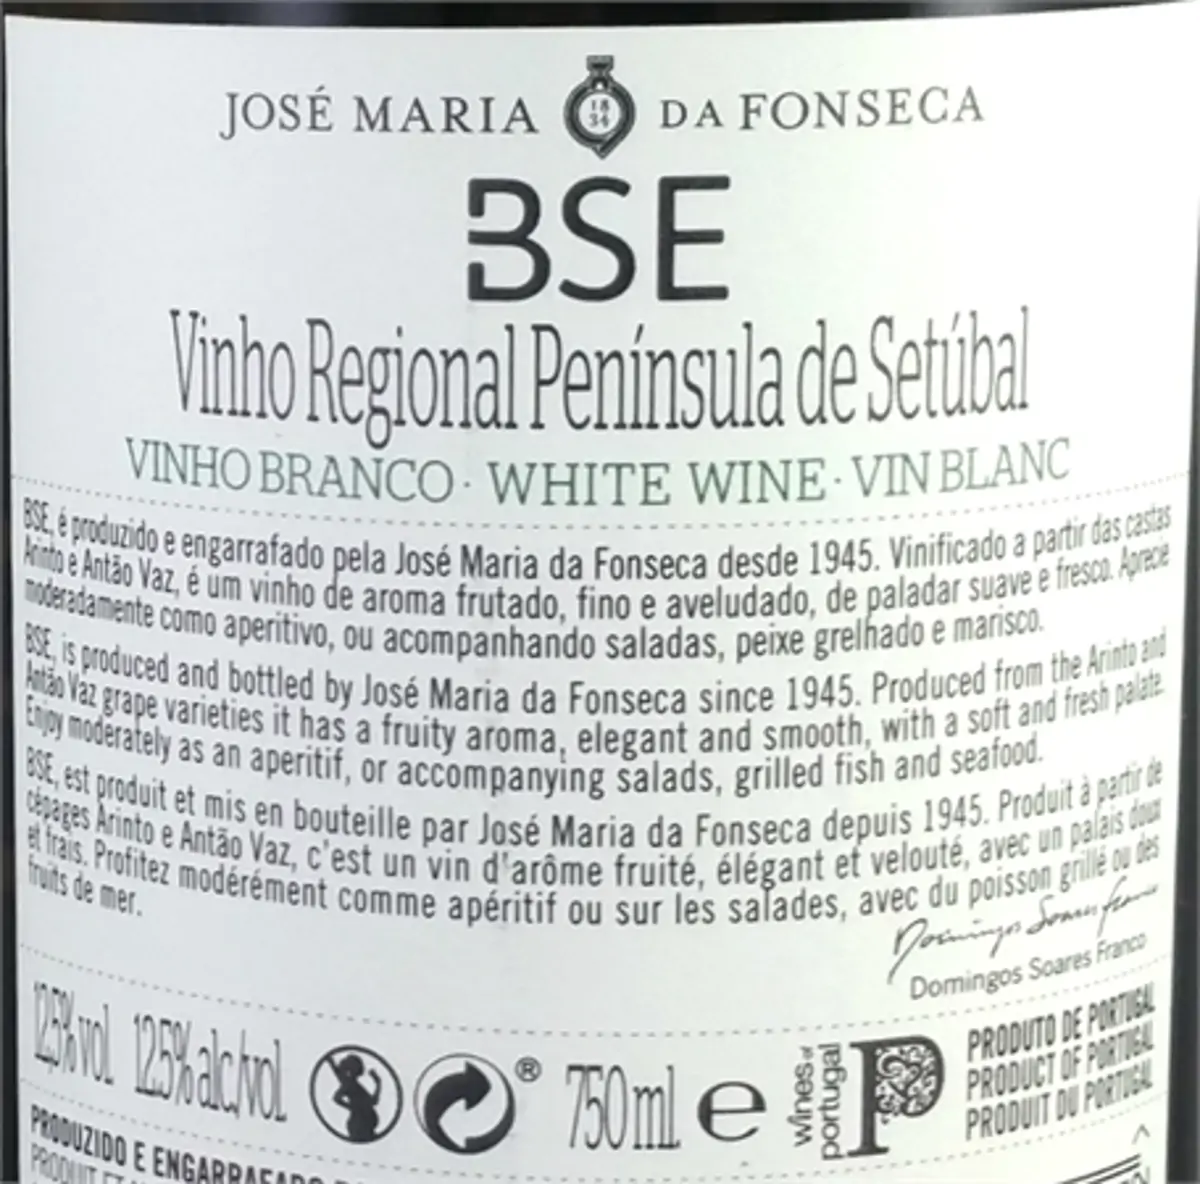 JOSÉ MARIA 1834 DA FONSECA
BSE
Vinho Regional Península de Setúbal
VINHO BRANCO · WHITE WINE · VIN BLANC
BSE, é produzido e engarrafado pela José Maria da Fonseca desde 1945. Vinificado a partir das castas
Arinto e Antão Vaz, é um vinho de aroma frutado, fino e aveludado, de paladar suave e fresco. Aprecie
moderadamente como aperitivo, ou acompanhando saladas, peixe grelhado e marisco.
BSE, is produced and bottled by José Maria da Fonseca since 1945. Produced from the Arinto and
Antão Vaz grape varieties it has a fruity aroma, elegant and smooth, with a soft and fresh palate.
Enjoy moderately as an aperitif, or accompanying salads, grilled fish and seafood.
BSE, est produit et mis en bouteille par José Maria da Fonseca depuis 1945. Produit à partir de
cépages Arinto e Antão Vaz, c'est un vin d'arôme fruité, élégant et velouté, avec un palais doux
et frais. Profitez modérément comme apéritif ou sur les salades, avec du poisson grillé ou des
fruits de mer.
Domingos Soares Franco
Domingos Soares Franco
12,5% vol 12.5% alc/vol ® 750 ml e wines of portugal P
PRODUTO DE PORTUGAL
PRODUCT OF PORTUGAL
PRODUIT DU PORTUGAL
PRODUZIDO E ENGARRAFADO
PRODUIT ET